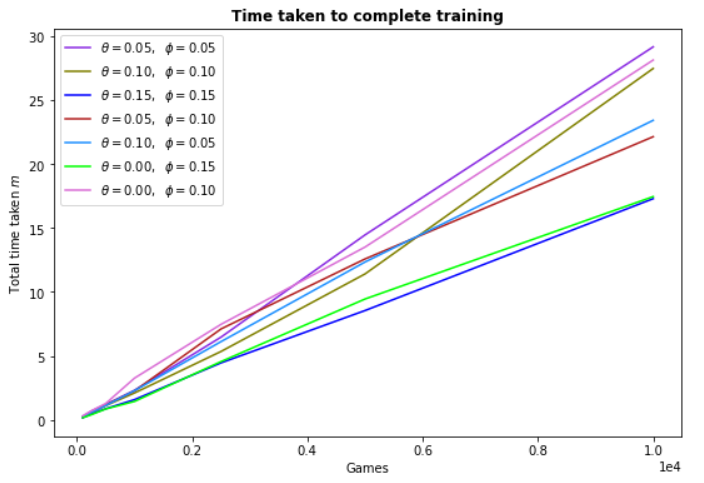 Time taken to complete training
30
25
20
15
10
5
0
Total time taken m
θ = 0.05, ϕ = 0.05
θ = 0.10, ϕ = 0.10
θ = 0.15, ϕ = 0.15
θ = 0.05, ϕ = 0.10
θ = 0.10, ϕ = 0.05
θ = 0.00, ϕ = 0.15
θ = 0.00, ϕ = 0.10
0.0 0.2 0.4 0.6 0.8 1.0
1e4
Games